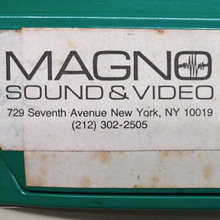 MAGNO
SOUND & VIDEO
729 Seventh Avenue New York, NY 10019
(212) 302-2505